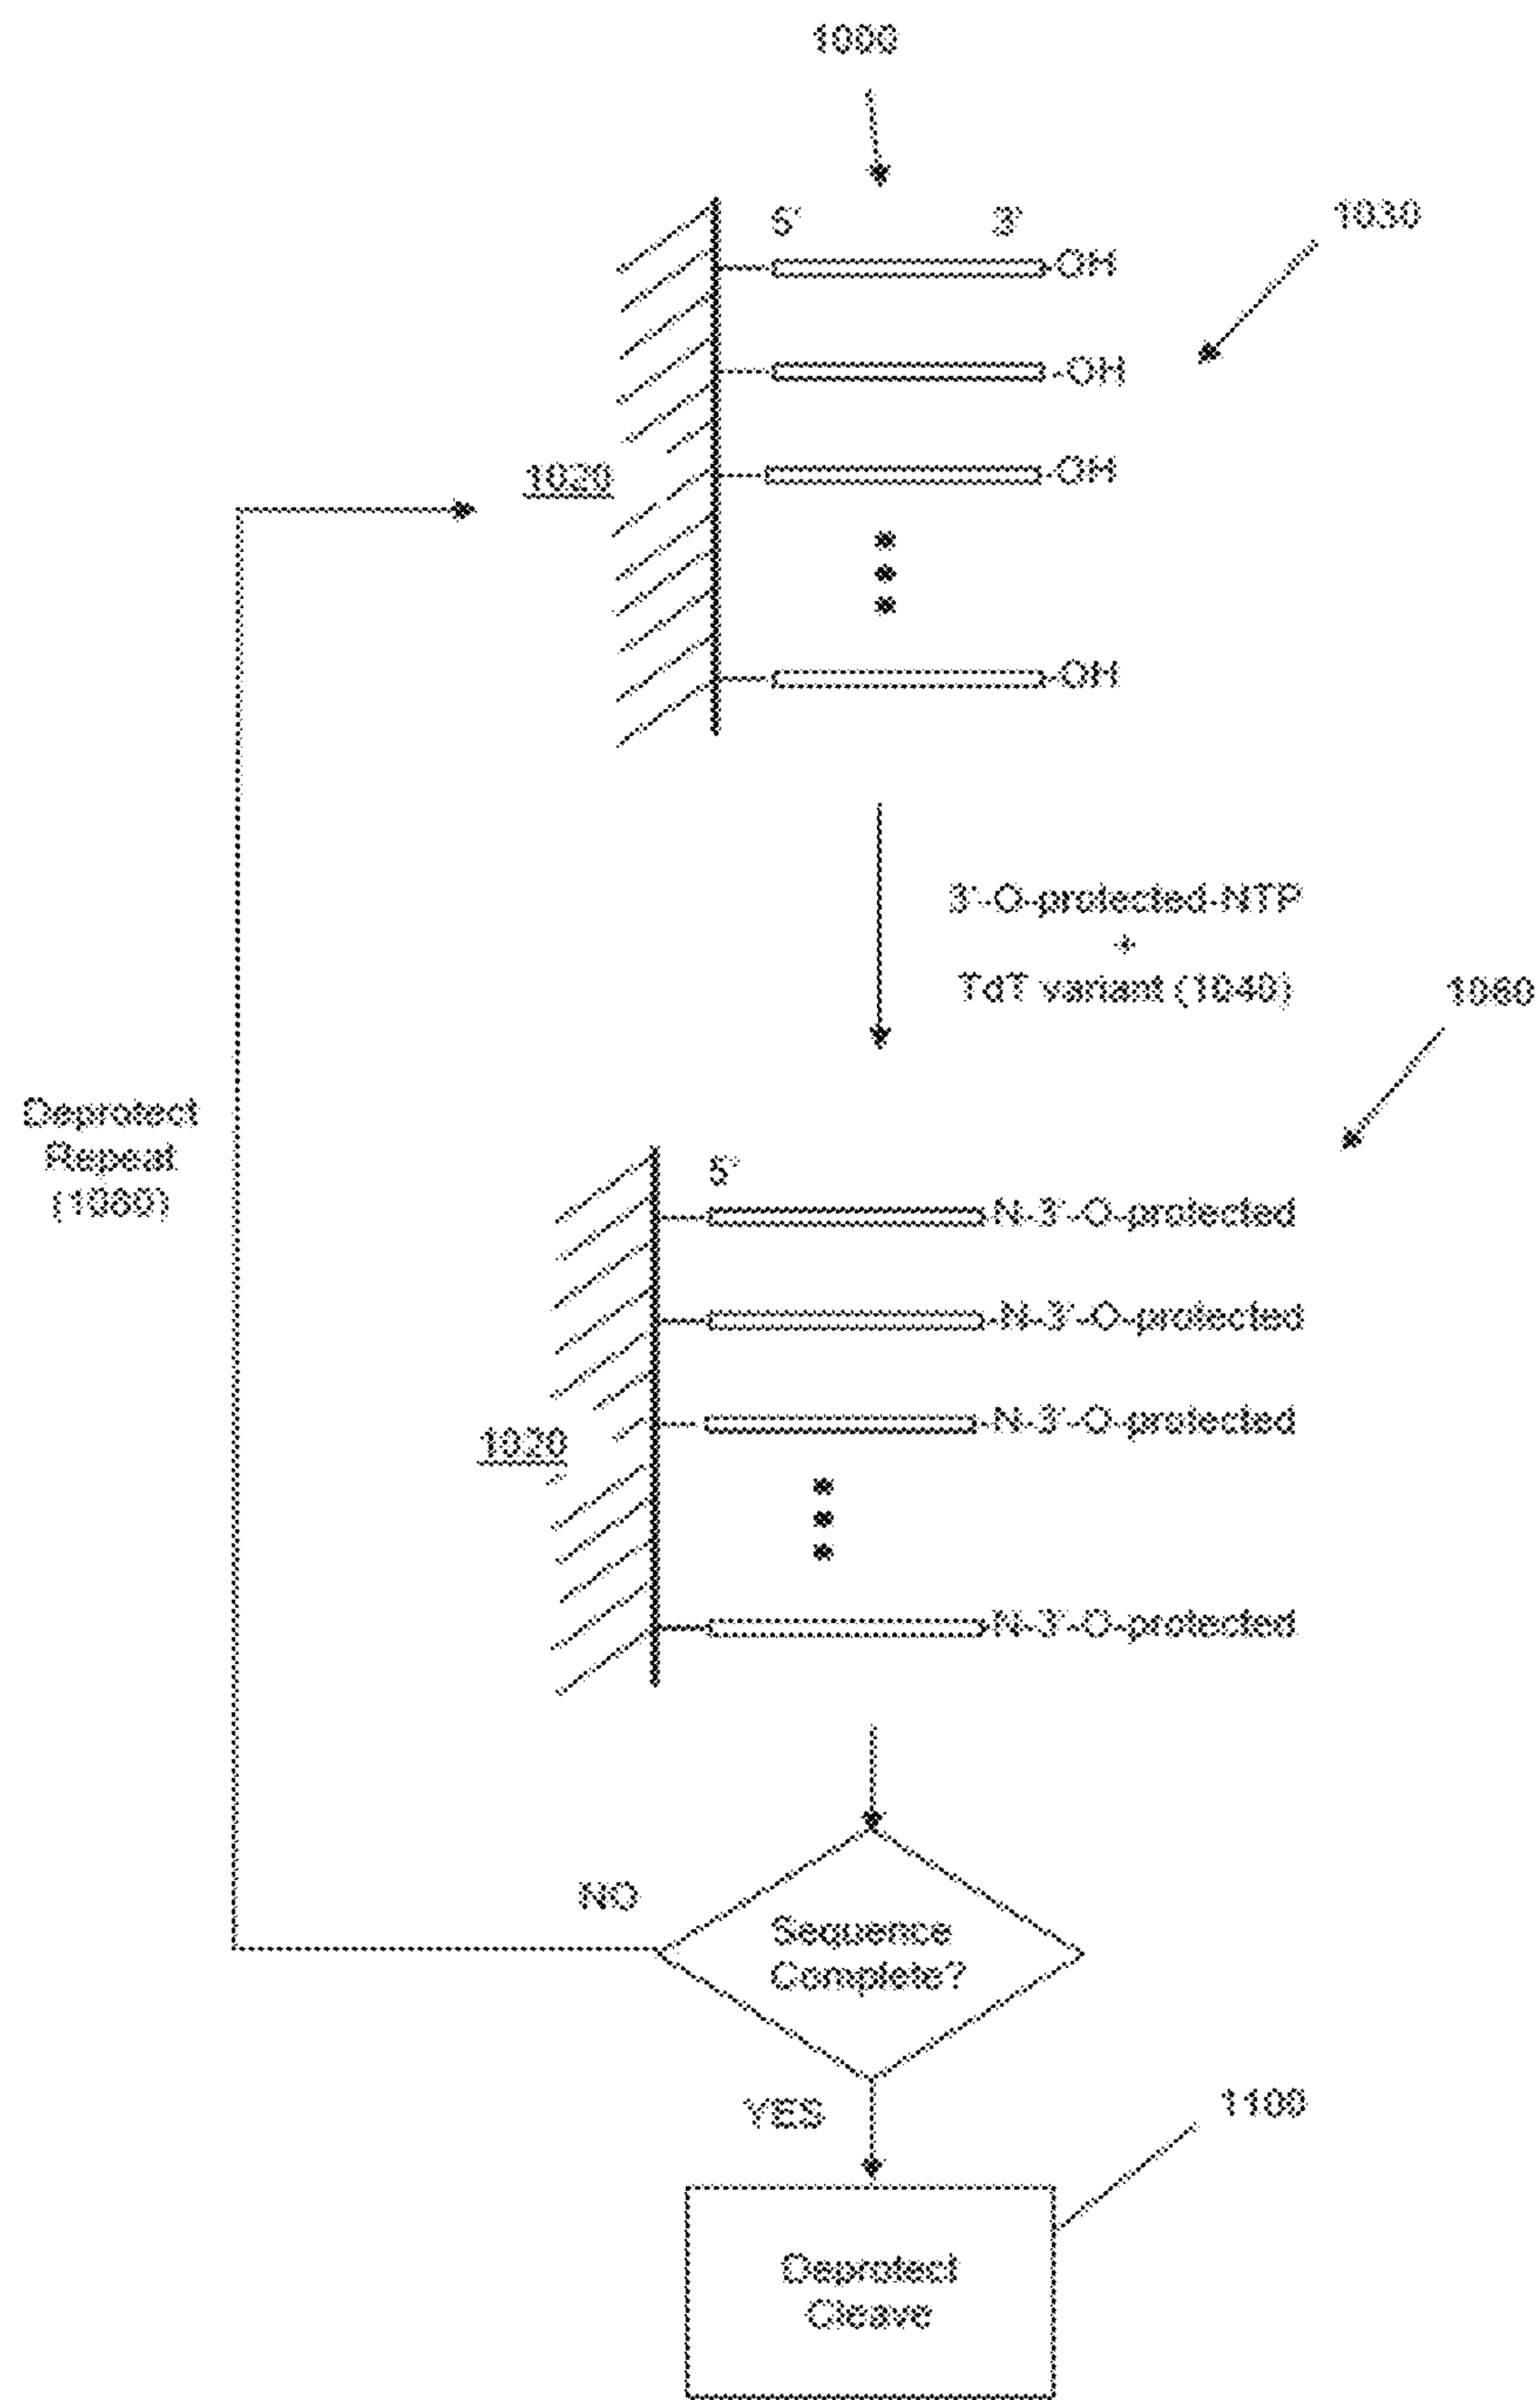 1000
5' 3'
1030
-OH
-OH
1020
-OH
-OH
3'-O-protected-NTP
+
TdT variant (1040)
1060
Deprotect
Repeat
(1080)
5'
N-3'-O-protected
-N-3'-O-protected
1020
-N-3'-O-protected
-N-3'-O-protected
NO
Sequence
Complete?
YES
1100
Deprotect
Cleave